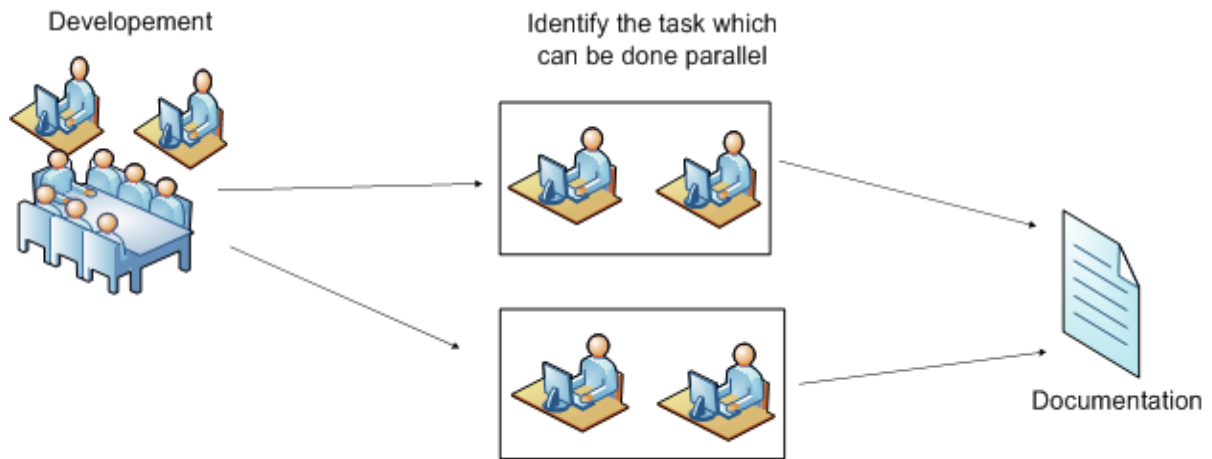 Developement
Identify the task which
can be done parallel
Documentation